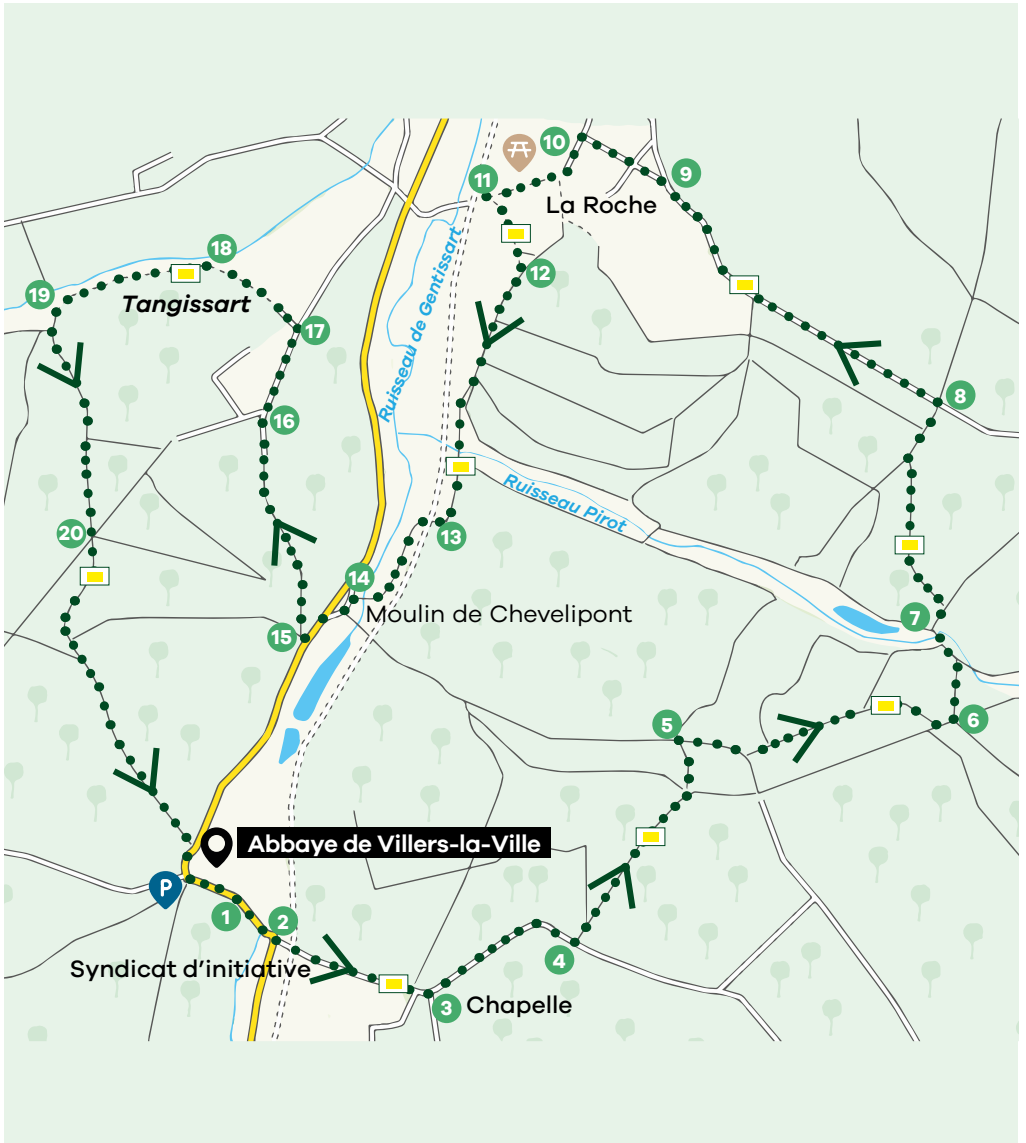 10
9
11
La Roche
18
12
19
Tangissart
17
Ruisseau de Gentissart
8
16
Ruisseau Pirot
20
13
14
Moulin de Chevelipont
7
15
5
6
Abbaye de Villers-la-Ville
P
1
2
4
Syndicat d'initiative
3
Chapelle